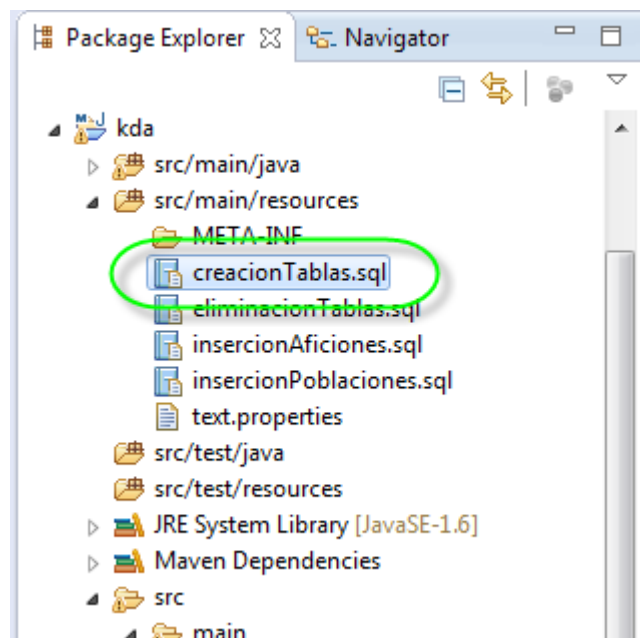 Package Explorer Navigator
kda
src/main/java
src/main/resources
META-INF
creacionTablas.sql
eliminacionTablas.sql
insercionAficiones.sql
insercionPoblaciones.sql
text.properties
src/test/java
src/test/resources
JRE System Library [JavaSE-1.6]
Maven Dependencies
src
main